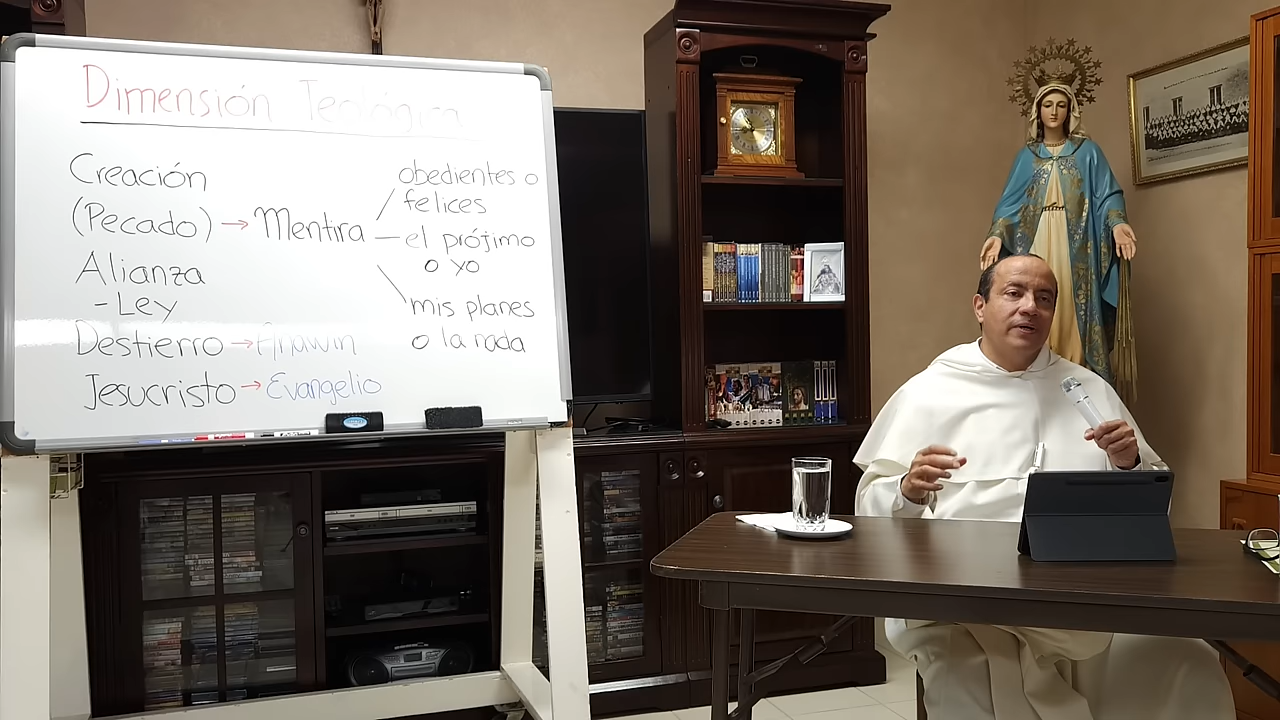 Dimensión Teológica
Creación
(Pecado) → Mentira
obedientes o
felices
el prójimo
o yo
mis planes
o la nada
Alianza
- Ley
Destierro → Anawin
Jesucristo → Evangelio